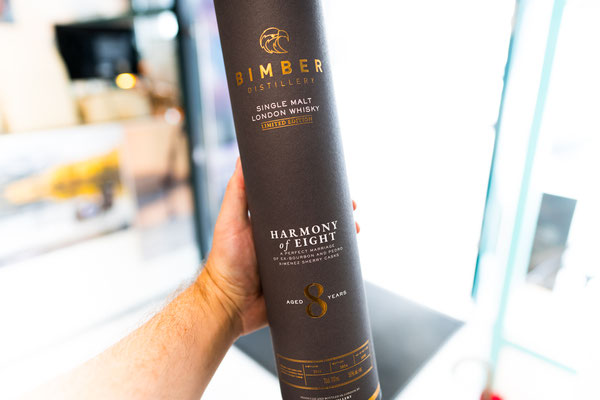 BIMBER
DISTILLERY
SINGLE MALT
LONDON WHISKY
LIMITED EDITION
HARMONY
of EIGHT
A PERFECT MARRIAGE
OF EX-BOURBON AND PEDRO
XIMENEZ SHERRY CASKS
AGED 8 YEARS